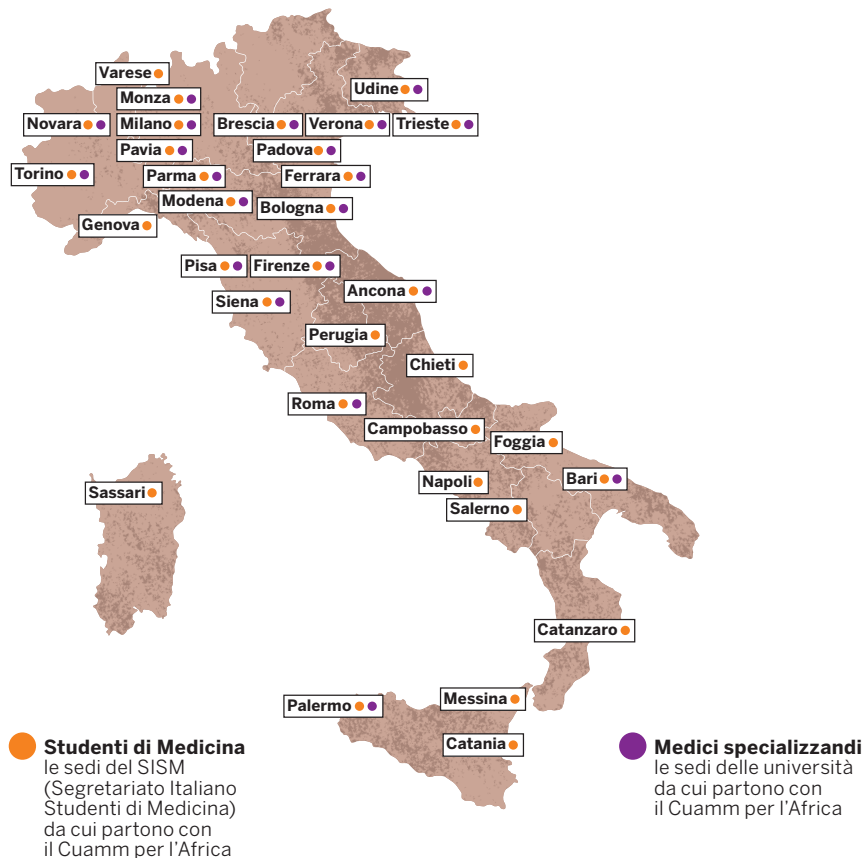 Varese
Monza
Udine
Novara
Milano
Brescia
Verona
Trieste
Pavia
Padova
Torino
Parma
Ferrara
Modena
Bologna
Genova
Pisa
Firenze
Ancona
Siena
Perugia
Chieti
Roma
Campobasso
Foggia
Sassari
Napoli
Bari
Salerno
Catanzaro
Palermo
Messina
Catania
Studenti di Medicina
le sedi del SISM
(Segretariato Italiano
Studenti di Medicina)
da cui partono con
il Cuamm per l'Africa
Medici specializzandi
le sedi delle università
da cui partono con
il Cuamm per l'Africa